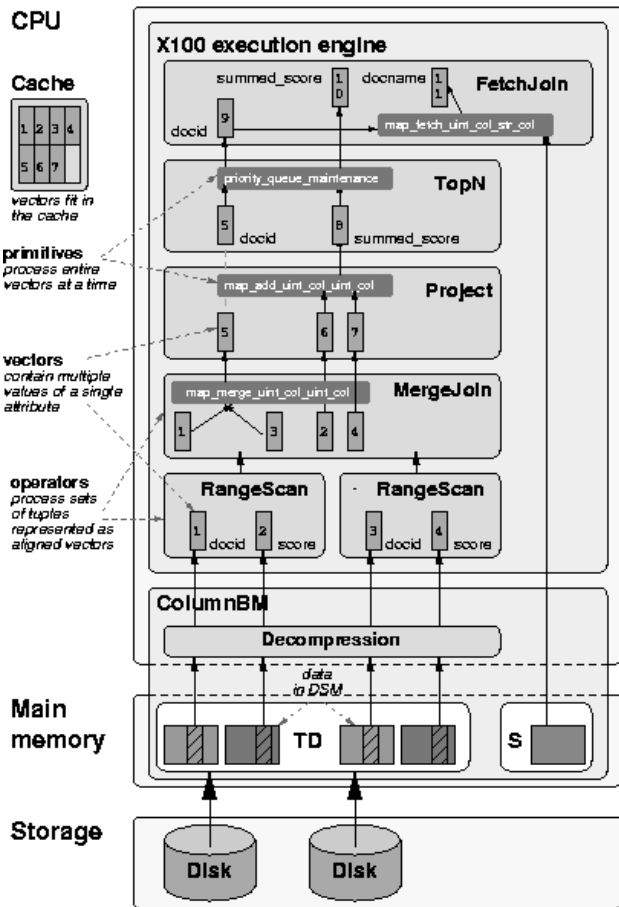 CPU
X100 execution engine
Cache
1 2 3 4
5 6 7
vectors fit in
the cache
summed_score
1
0
docname
1
1
FetchJoin
docid
9
map_fetch_uint_col_str_col
priority_queue_maintenance
TopN
5
docid
8
summed_score
primitives
process entire
vectors at a time
map_add_uint_col_uint_col
Project
5
6
7
vectors
contain multiple
values of a single
attribute
map_merge_uint_col_uint_col
MergeJoin
1
3
2
4
operators
process sets
of tuples
represented as
aligned vectors
RangeScan
1
docid
2
score
RangeScan
3
docid
4
score
ColumnBM
Decompression
data
in DSM
Main
memory
TD
S
Storage
Disk
Disk